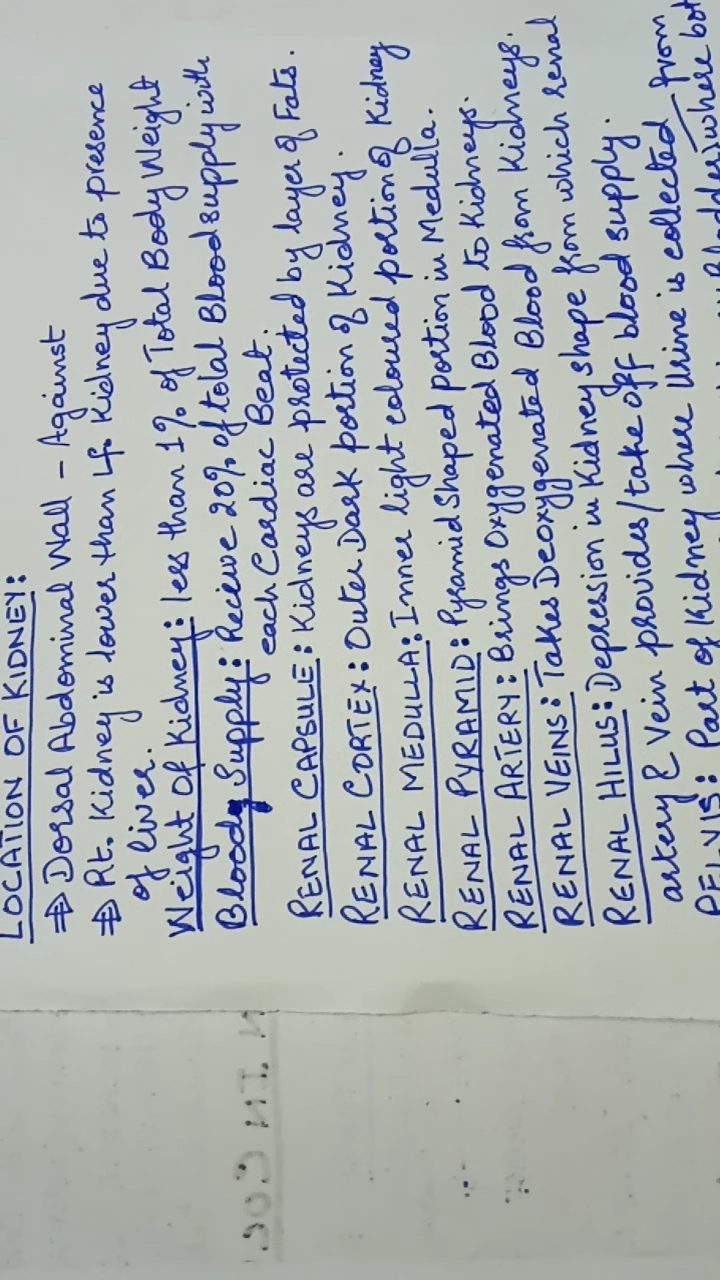 LOCATION OF KIDNEY:
⇒ Dorsal Abdominal Wall - Against
⇒ Rt. Kidney is lower than Lf. Kidney due to presence
of liver.
Weight Of Kidney: less than 1% of Total Body Weight
Bloody Supply: Recieve 20% of total Blood supply with
each Cardiac Beat.
RENAL CAPSULE: Kidneys are protected by layer of Fats.
RENAL CORTEX: Outer Dark portion of Kidney.
RENAL MEDULLA: Inner light coloured portion of Kidney
RENAL PYRAMID: Pyramid Shaped portion in Medulla.
RENAL ARTERY: Brings Oxygenated Blood to Kidneys.
RENAL VEINS: Takes Deoxygenated Blood from Kidneys.
RENAL HILUS: Depression in Kidney shape from which renal
artery & Vein provides/take off blood supply.
PELVIS: Part of Kidney where Urine is collected from
where bot